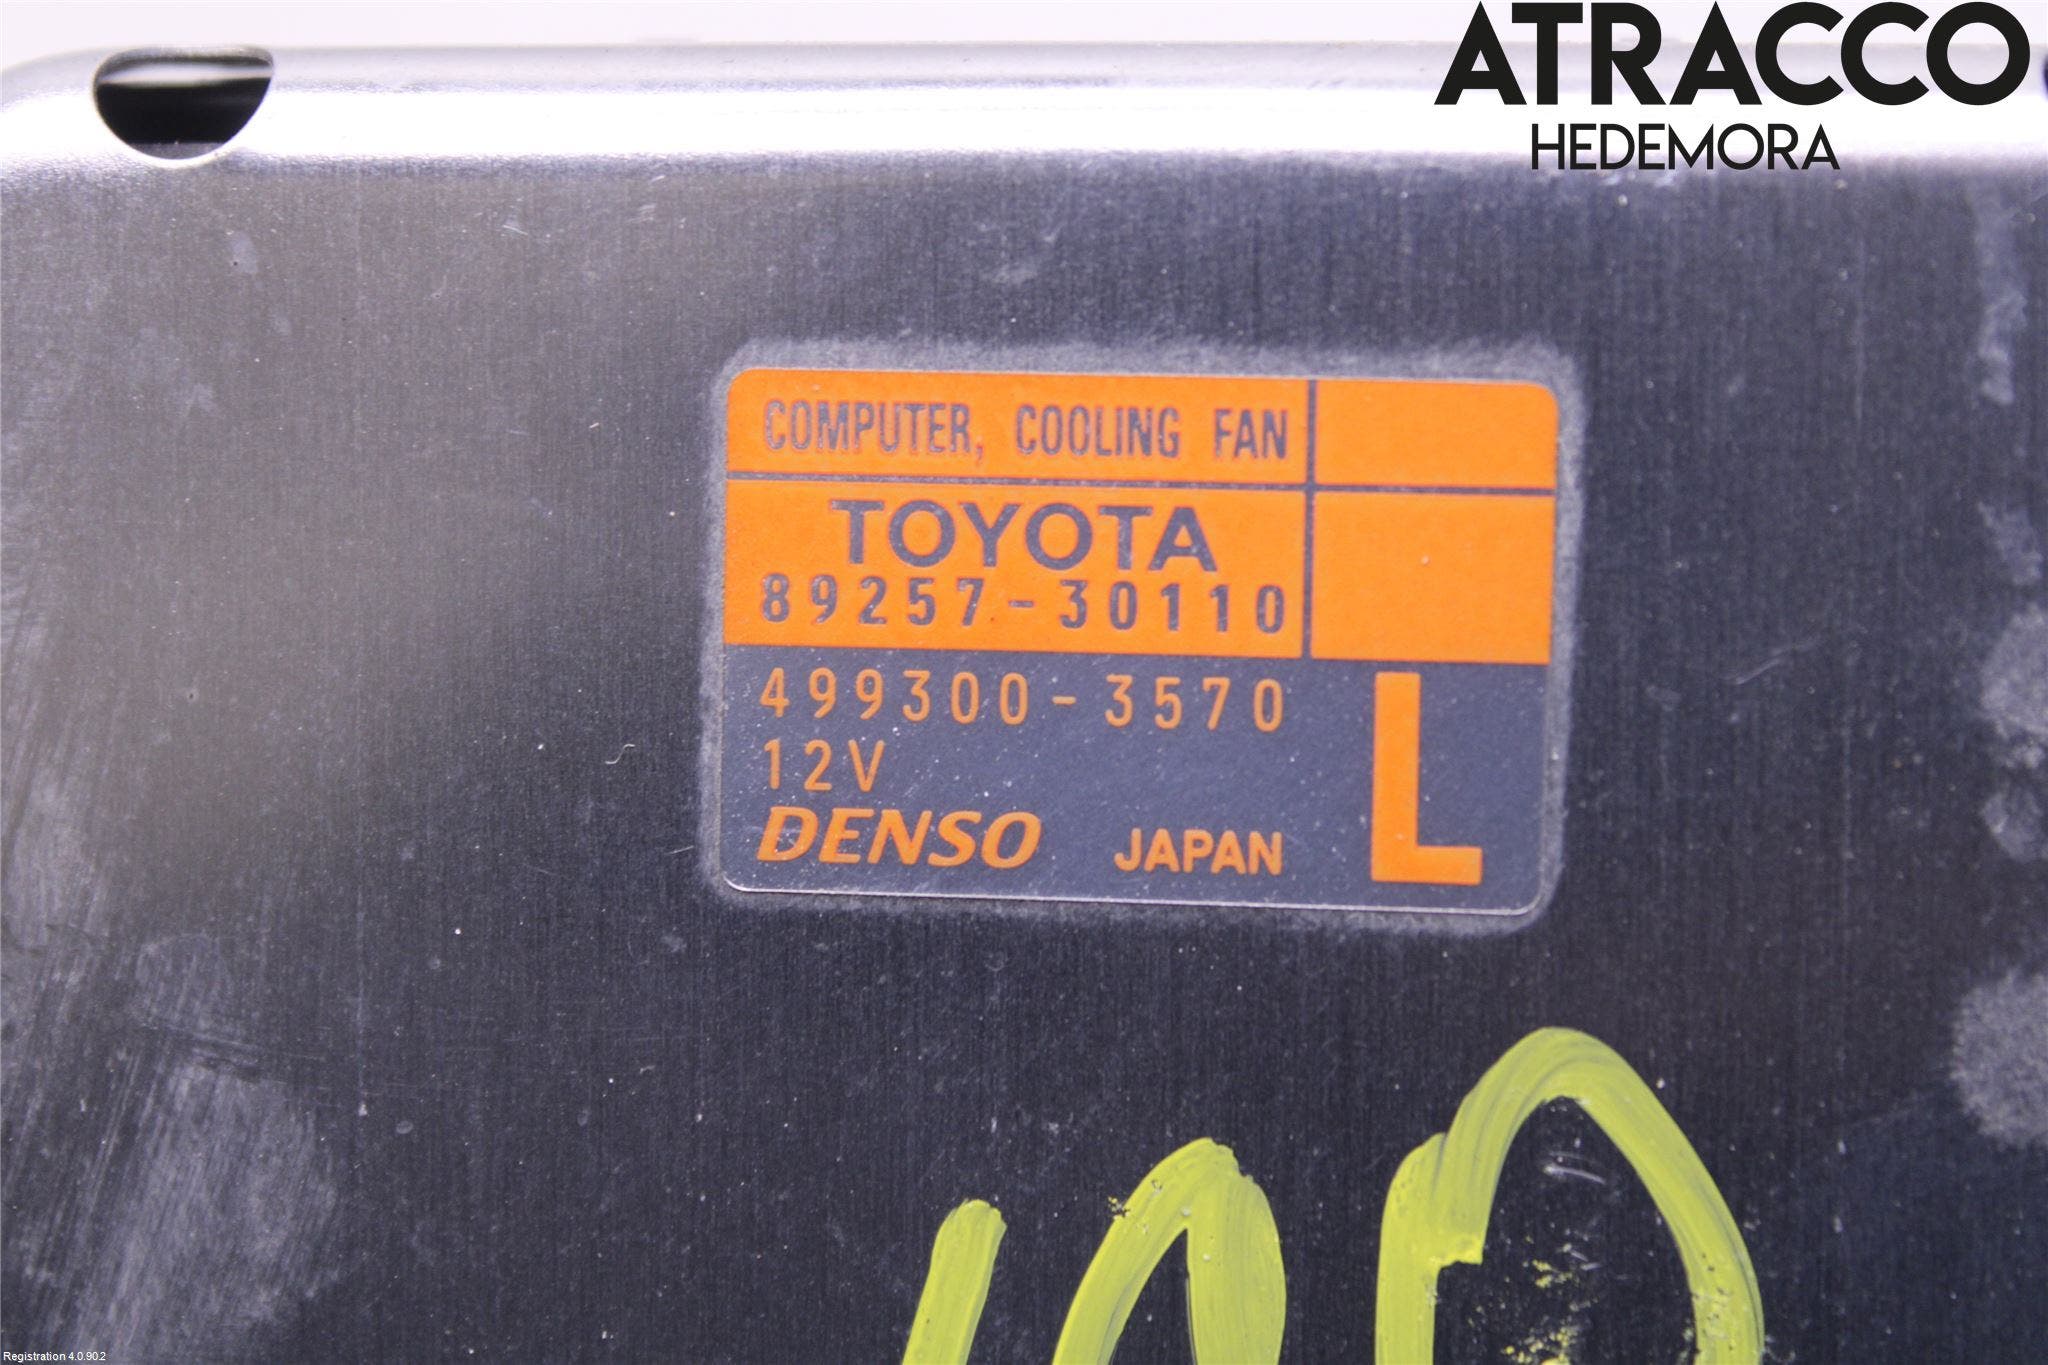 ATRACCO
HEDEMORA
COMPUTER, COOLING FAN
TOYOTA
89257-30110
499300-3570
12V
L
DENSO JAPAN
Registration 4.0.90.2